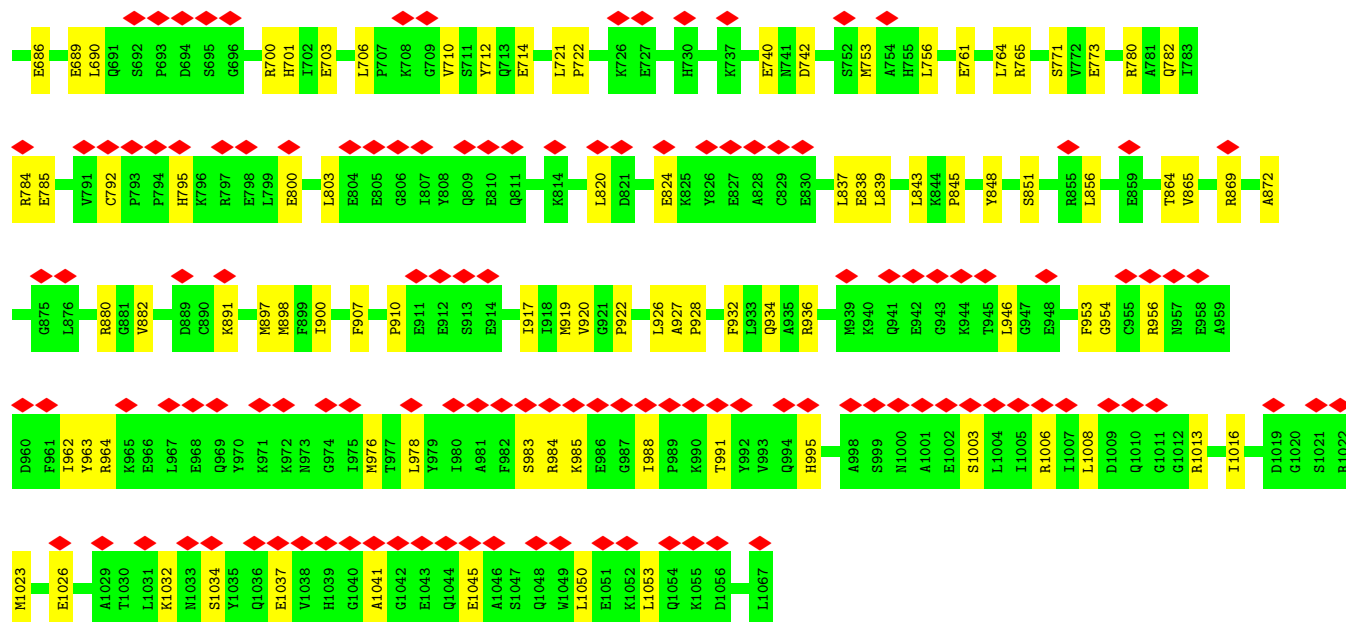 E686 E689 L690 Q691 S692 P693 D694 S695 G696 R700 H701 I702 E703 L706 P707 K708 G709 V710 S711 Y712 Q713 E714 L721 P722 K726 E727 H730 K737 E740 N741 D742 S752 M753 A754 H755 L756 E761 L764 R765 S771 V772 E773 R780 A781 Q782 I783
R784 E785 V791 C792 P793 P794 H795 K796 R797 E798 L799 E800 L803 E804 E805 G806 I807 Y808 Q809 E810 Q811 K814 L820 D821 E824 K825 Y826 E827 A828 C829 E830 L837 E838 L839 L843 K844 P845 Y848 S851 R855 L856 E859 T864 V865 R869 A872
G875 L876 R880 G881 V882 D889 C890 K891 M897 M898 F899 I900 F907 P910 E911 E912 S913 E914 I917 I918 M919 V920 G921 P922 L926 A927 P928 F932 L933 Q934 A935 R936 M939 K940 Q941 E942 G943 K944 T945 L946 G947 E948 F953 G954 C955 R956 N957 E958 A959
D960 F961 I962 Y963 R964 K965 E966 L967 E968 Q969 Y970 K971 K972 N973 G974 I975 M976 T977 L978 Y979 I980 A981 F982 S983 R984 K985 E986 G987 I988 P989 K990 T991 Y992 V993 Q994 H995 A998 S999 N1000 A1001 E1002 S1003 L1004 I1005 R1006 I1007 L1008 D1009 Q1010 G1011 G1012 R1013 I1016 D1019 G1020 S1021 R1022
M1023 E1026 A1029 T1030 L1031 K1032 N1033 S1034 Y1035 Q1036 E1037 V1038 H1039 G1040 A1041 G1042 E1043 Q1044 E1045 A1046 S1047 Q1048 W1049 L1050 E1051 K1052 L1053 Q1054 K1055 D1056 L1067